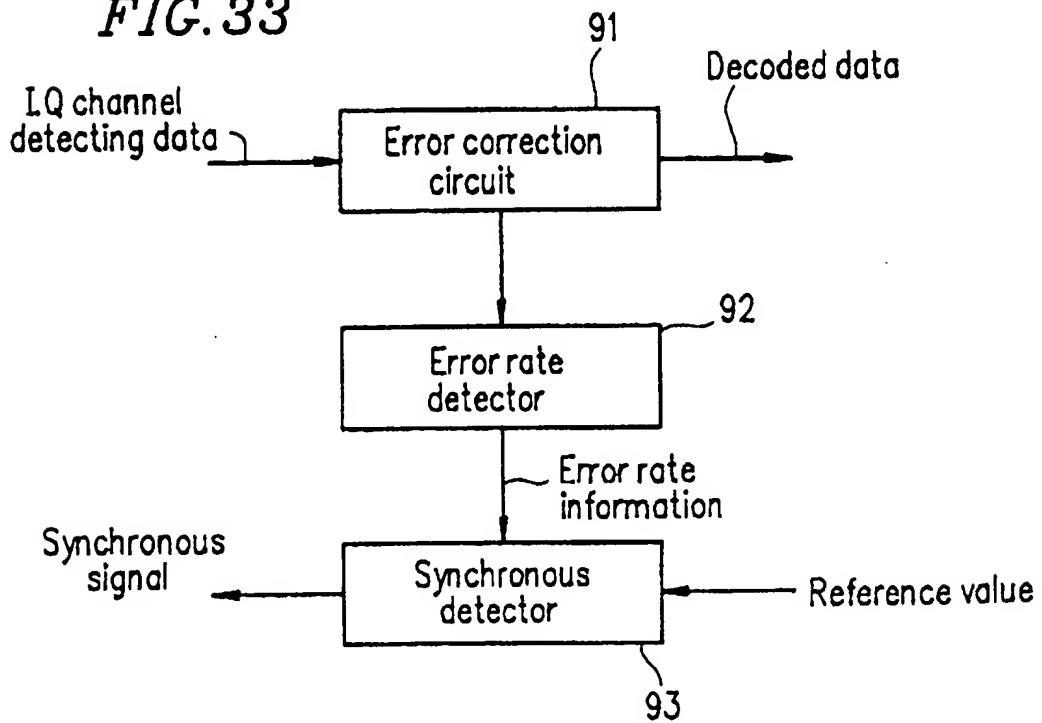 FIG. 33
91
Decoded data
I.Q channel
detecting data
Error correction
circuit
92
Error rate
detector
Error rate
information
Synchronous
signal
Synchronous
detector
Reference value
93